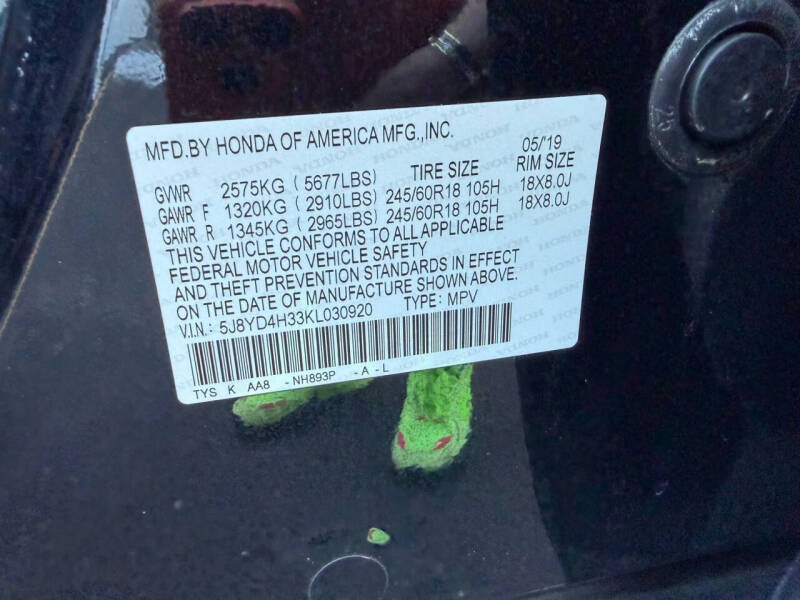 MFD.BY HONDA OF AMERICA MFG.,INC. 05/'19
TIRE SIZE RIM SIZE
GVWR 2575KG ( 5677LBS)
GAWR F 1320KG ( 2910LBS) 245/60R18 105H 18X8.0J
GAWR R 1345KG ( 2965LBS) 245/60R18 105H 18X8.0J
THIS VEHICLE CONFORMS TO ALL APPLICABLE
FEDERAL MOTOR VEHICLE SAFETY
AND THEFT PREVENTION STANDARDS IN EFFECT
ON THE DATE OF MANUFACTURE SHOWN ABOVE.
V.I.N.: 5J8YD4H33KL030920 TYPE: MPV
TYS K AA8 -NH893P -A-L